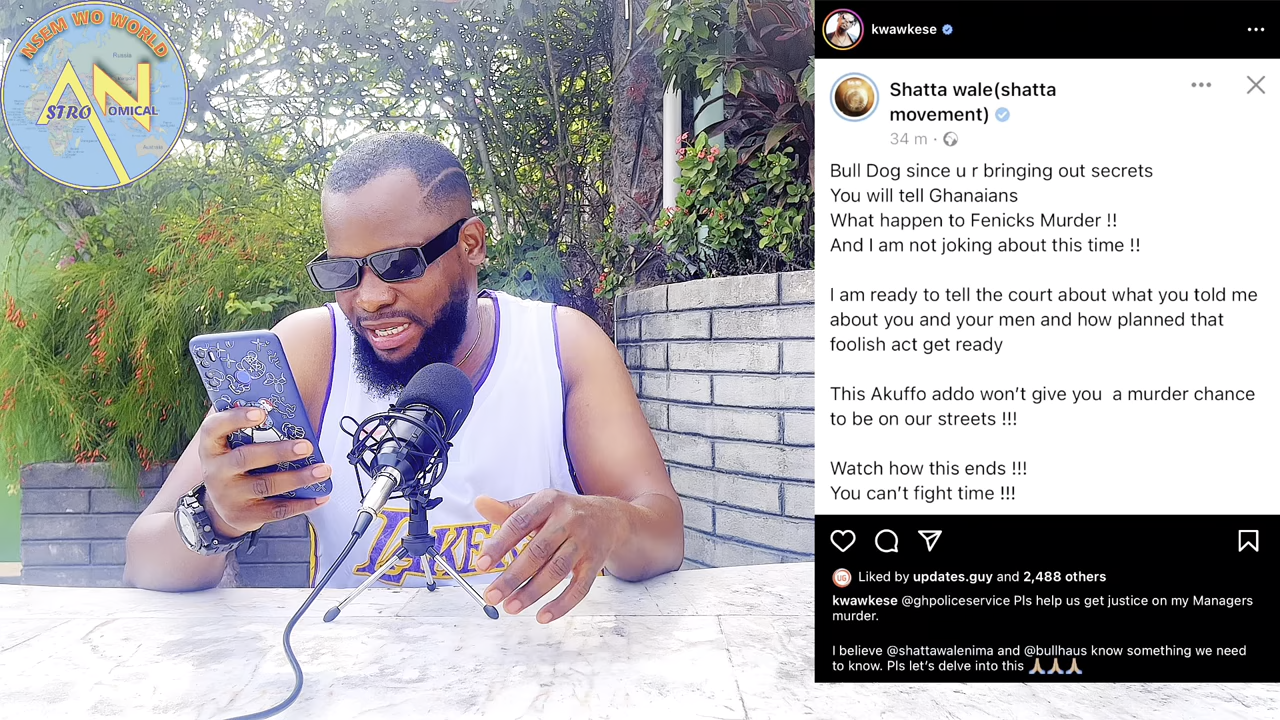 NSEM WO WORLD
ASTRO NOMICAL
Russia
Australia
LAKERS
kwawkese
Shatta wale(shatta
movement)
34 m
Bull Dog since u r bringing out secrets
You will tell Ghanaians
What happen to Fenicks Murder !!
And I am not joking about this time !!
I am ready to tell the court about what you told me
about you and your men and how planned that
foolish act get ready
This Akuffo addo won't give you a murder chance
to be on our streets !!!
Watch how this ends !!!
You can't fight time !!!
UG
Liked by updates.guy and 2,488 others
kwawkese @ghpoliceservice Pls help us get justice on my Managers
murder.
I believe @shattawalenima and @bullhaus know something we need
to know. Pls let's delve into this 🙏🏽🙏🏽🙏🏽